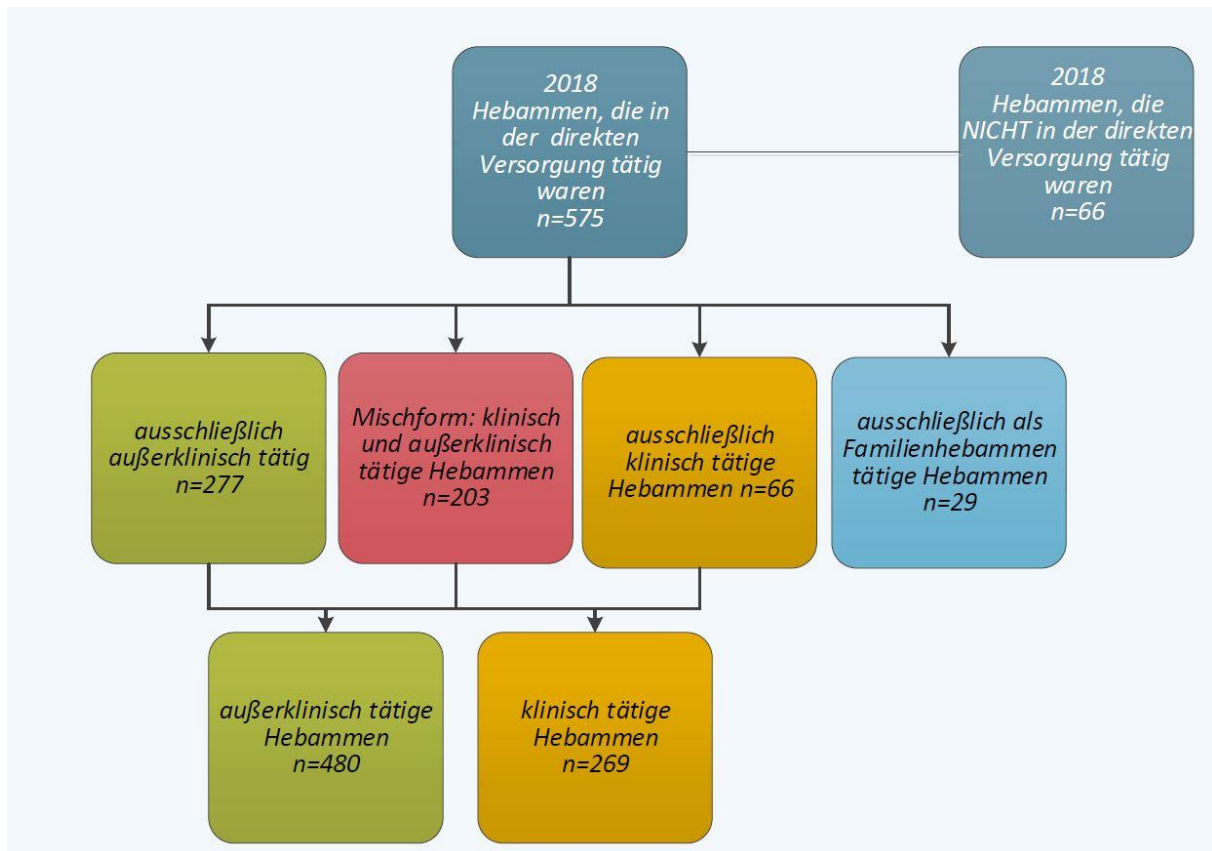 2018
Hebammen, die in
der direkten
Versorgung tätig
waren
n=575
2018
Hebammen, die
NICHT in der direkten
Versorgung tätig
waren
n=66
ausschließlich
außerklinisch tätig
n=277
Mischform: klinisch
und außerklinisch
tätige Hebammen
n=203
ausschließlich
klinisch tätige
Hebammen n=66
ausschließlich als
Familienhebammen
tätige Hebammen
n=29
außerklinisch tätige
Hebammen
n=480
klinisch tätige
Hebammen
n=269